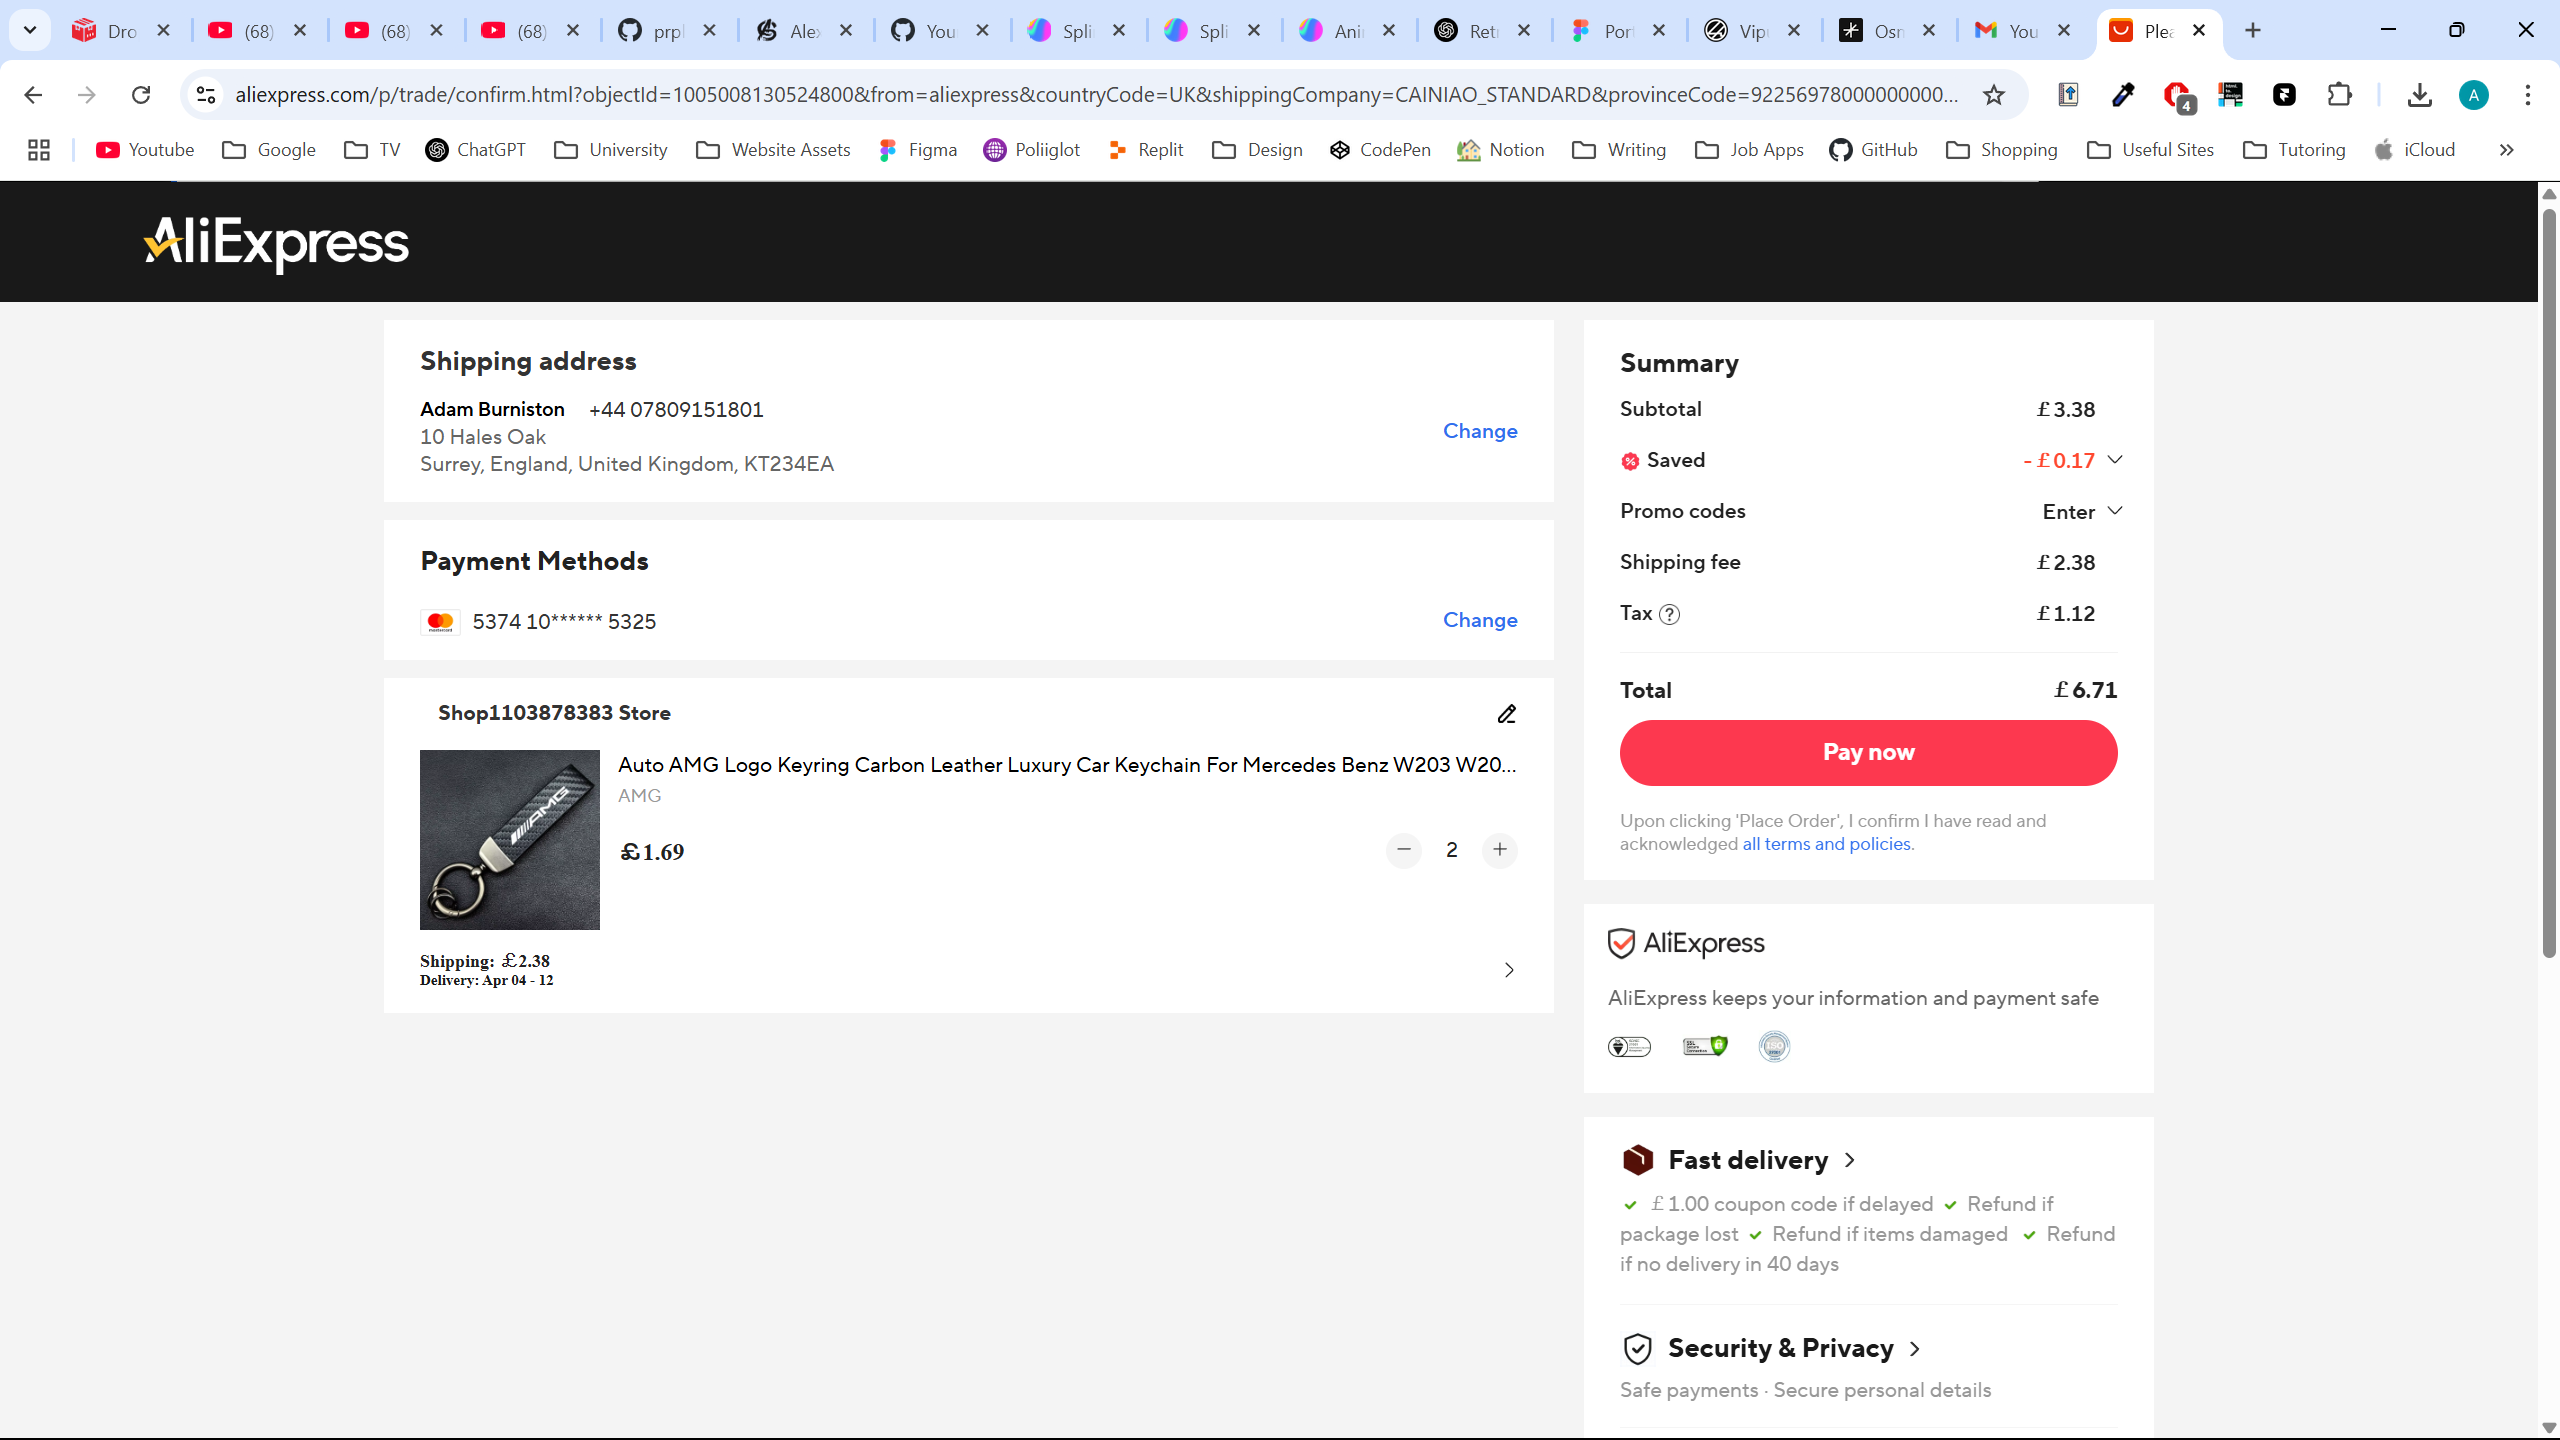 Dro
(68)
(68)
(68)
prpl
Alex
You
Spli
Spli
Ani
Ret
Por
Vip
Osm
You
Plea
aliexpress.com/p/trade/confirm.html?objectId=1005008130524800&from=aliexpress&countryCode=UK&shippingCompany=CAINIAO_STANDARD&provinceCode=92256978000000000...
4
A
Youtube
Google
TV
ChatGPT
University
Website Assets
Figma
Poliiglot
Replit
Design
CodePen
Notion
Writing
Job Apps
GitHub
Shopping
Useful Sites
Tutoring
iCloud
AliExpress
Shipping address
Adam Burniston +44 07809151801
10 Hales Oak
Surrey, England, United Kingdom, KT234EA
Change
Payment Methods
5374 10****** 5325
Change
Shop1103878383 Store
Auto AMG Logo Keyring Carbon Leather Luxury Car Keychain For Mercedes Benz W203 W20...
AMG
£1.69
2
AMG
Shipping: £2.38
Delivery: Apr 04 - 12
Summary
Subtotal £3.38
Saved -£0.17
Promo codes Enter
Shipping fee £2.38
Tax ? £1.12
Total £6.71
Pay now
Upon clicking 'Place Order', I confirm I have read and
acknowledged all terms and policies.
AliExpress
AliExpress keeps your information and payment safe
Fast delivery
£1.00 coupon code if delayed Refund if
package lost Refund if items damaged Refund
if no delivery in 40 days
Security & Privacy
Safe payments · Secure personal details